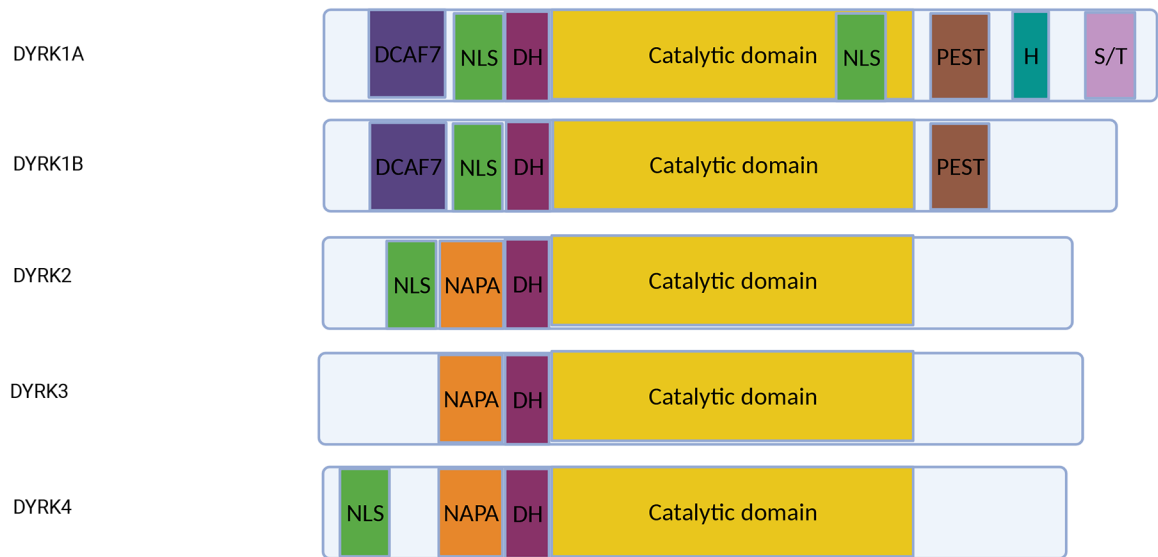 DYRK1A DCAF7 NLS DH Catalytic domain NLS PEST H S/T
DYRK1B DCAF7 NLS DH Catalytic domain PEST
DYRK2 NLS NAPA DH Catalytic domain
DYRK3 NAPA DH Catalytic domain
DYRK4 NLS NAPA DH Catalytic domain